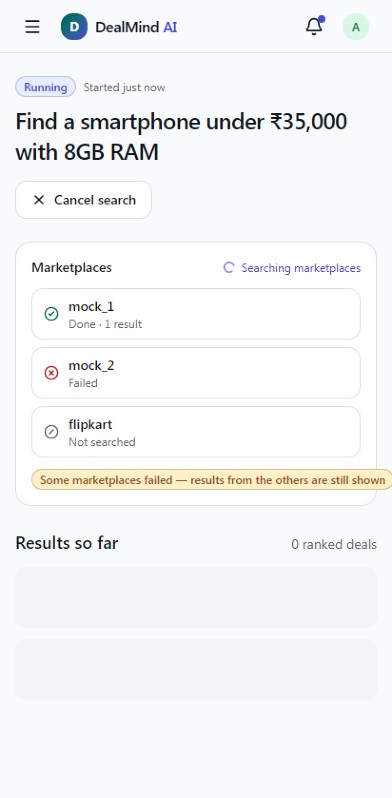 D DealMind AI
A
Running Started just now
Find a smartphone under ₹35,000
with 8GB RAM
Cancel search
Marketplaces Searching marketplaces
mock_1
Done · 1 result
mock_2
Failed
flipkart
Not searched
Some marketplaces failed — results from the others are still shown
Results so far 0 ranked deals